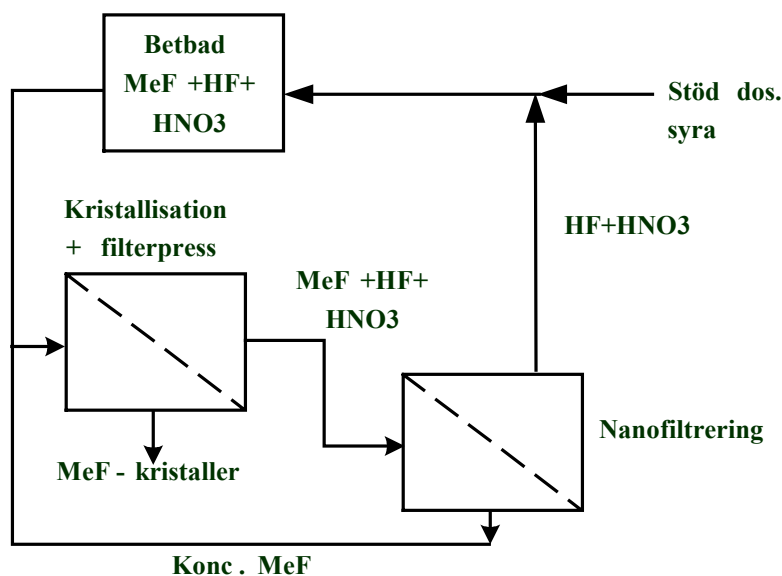 Betbad
MeF +HF+
HNO3
Stöd dos.
syra
Kristallisation
+ filterpress
HF+HNO3
MeF +HF+
HNO3
Nanofiltrering
MeF - kristaller
Konc . MeF